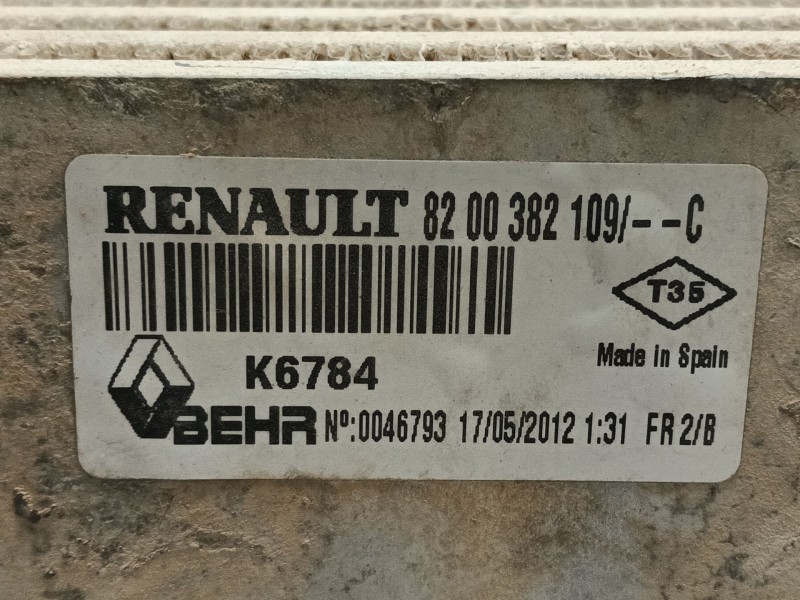 RENAULT 82 00 382 109/--C
T35
Made in Spain
K6784
BEHR Nº:0046793 17/05/2012 1:31 FR 2/B